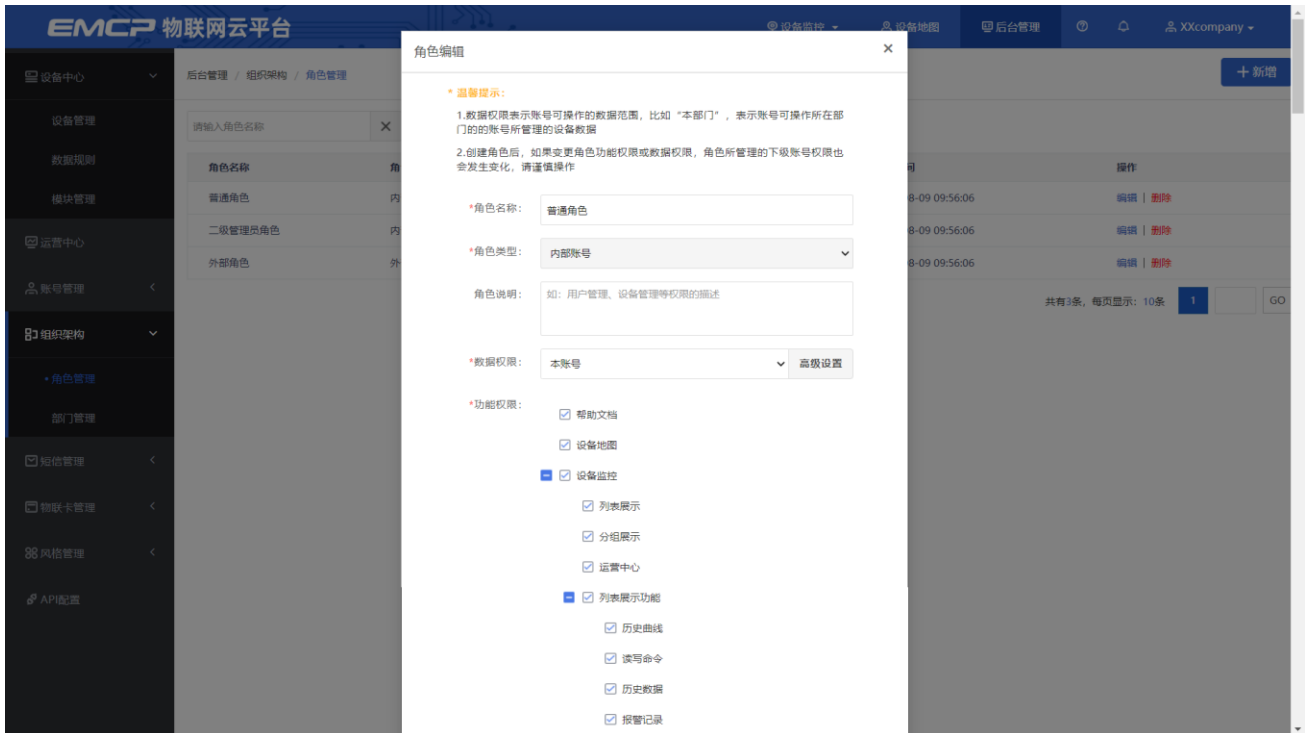 EMCP 物联网云平台
设备监控
设备地图
后台管理
XXcompany
设备中心
设备管理
数据规则
模块管理
运营中心
账号管理
组织架构
• 角色管理
部门管理
短信管理
物联卡管理
风格管理
API配置
后台管理 / 组织架构 / 角色管理
＋新增
请输入角色名称
角色名称
角
操作
普通角色
内
8-09 09:56:06
编辑 | 删除
二级管理员角色
内
8-09 09:56:06
编辑 | 删除
外部角色
外
8-09 09:56:06
编辑 | 删除
共有3条, 每页显示: 10条
1
GO
角色编辑
×
* 温馨提示:
1.数据权限表示账号可操作的数据范围，比如“本部门”，表示账号可操作所在部
门的的账号所管理的设备数据
2.创建角色后，如果变更角色功能权限或数据权限，角色所管理的下级账号权限也
会发生变化，请谨慎操作
*角色名称:
普通角色
*角色类型:
内部账号
角色说明:
如: 用户管理、设备管理等权限的描述
*数据权限:
本账号
高级设置
*功能权限:
帮助文档
设备地图
设备监控
列表展示
分组展示
运营中心
列表展示功能
历史曲线
读写命令
历史数据
报警记录